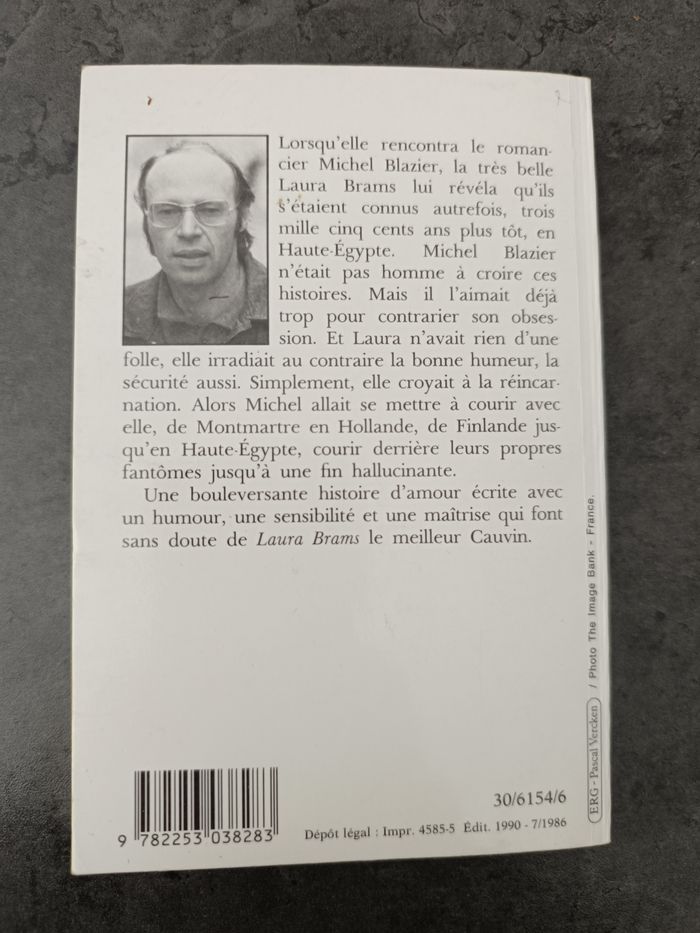 Lorsqu'elle rencontra le roman-
cier Michel Blazier, la très belle
Laura Brams lui révéla qu'ils
s'étaient connus autrefois, trois
mille cinq cents ans plus tôt, en
Haute-Égypte. Michel Blazier
n'était pas homme à croire ces
histoires. Mais il l'aimait déjà
trop pour contrarier son obses-
sion. Et Laura n'avait rien d'une
folle, elle irradiait au contraire la bonne humeur, la
sécurité aussi. Simplement, elle croyait à la réincar-
nation. Alors Michel allait se mettre à courir avec
elle, de Montmartre en Hollande, de Finlande jus-
qu'en Haute-Égypte, courir derrière leurs propres
fantômes jusqu'à une fin hallucinante.
Une bouleversante histoire d'amour écrite avec
un humour, une sensibilité et une maîtrise qui font
sans doute de Laura Brams le meilleur Cauvin.
ERG - Pascal Vercken / Photo The Image Bank - France.
30/6154/6
9 782253 038283
Dépôt légal : Impr. 4585-5 Édit. 1990 - 7/1986